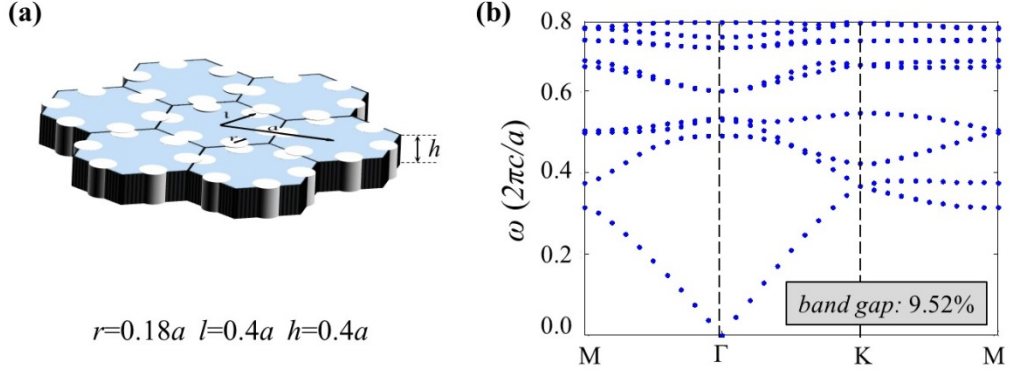 (a)
l
a
r
h
r=0.18a l=0.4a h=0.4a
(b)
ω (2πc/a)
0.8
0.6
0.4
0.2
0.0
band gap: 9.52%
M Γ K M